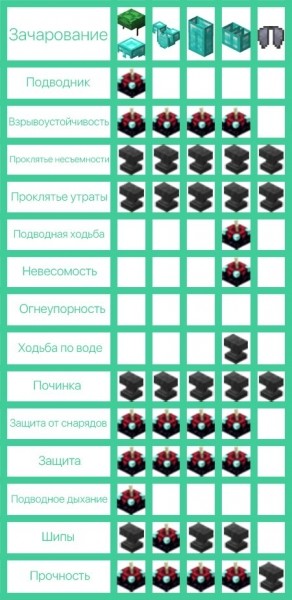 Зачарование
Подводник
Взрывоустойчивость
Проклятье несъемности
Проклятье утраты
Подводная ходьба
Невесомость
Огнеупорность
Ходьба по воде
Починка
Защита от снарядов
Защита
Подводное дыхание
Шипы
Прочность